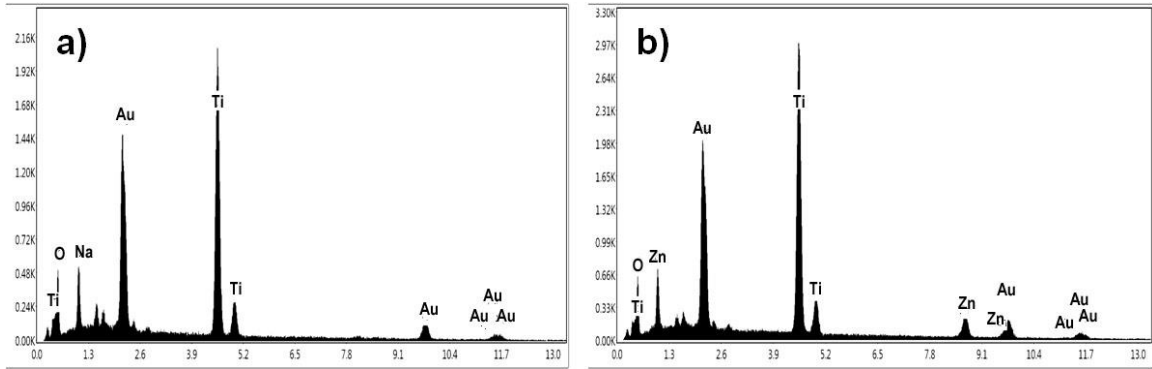 a)
2.16K
1.92K
1.68K
1.44K
1.20K
0.96K
0.72K
0.48K
0.24K
0.00K
Au
Ti
O
Na
Ti
Ti
Au
Au
Au Au
0.0 1.3 2.6 3.9 5.2 6.5 7.8 9.1 10.4 11.7 13.0
b)
3.30K
2.97K
2.64K
2.31K
1.98K
1.65K
1.32K
0.99K
0.66K
0.33K
0.00K
Ti
Au
Zn
O
Ti
Ti
Au
Zn
Zn
Au
Au Au
0.0 1.3 2.6 3.9 5.2 6.5 7.8 9.1 10.4 11.7 13.0